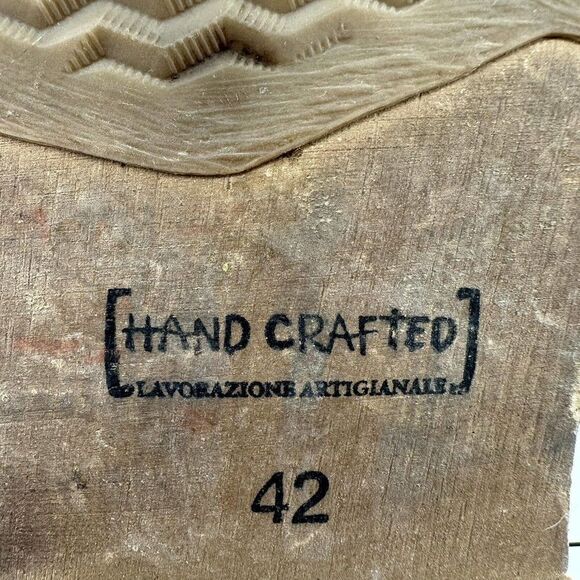 HAND CRAFTED
LAVORAZIONE ARTIGIANALE
42